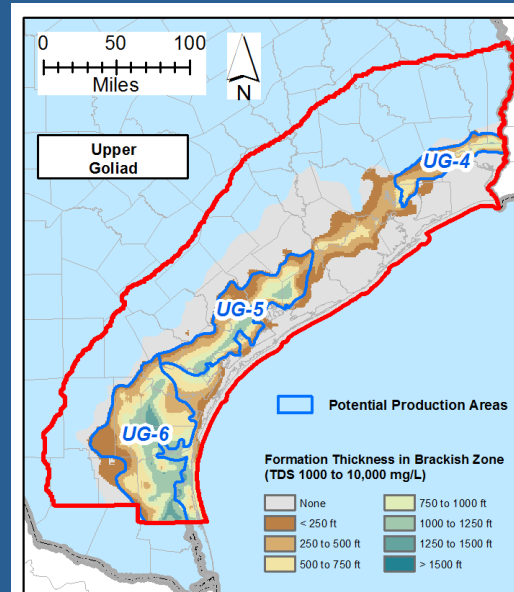 0 50 100
Miles
N
Upper
Goliad
UG-4
UG-5
UG-6
Potential Production Areas
Formation Thickness in Brackish Zone
(TDS 1000 to 10,000 mg/L)
None
< 250 ft
250 to 500 ft
500 to 750 ft
750 to 1000 ft
1000 to 1250 ft
1250 to 1500 ft
> 1500 ft